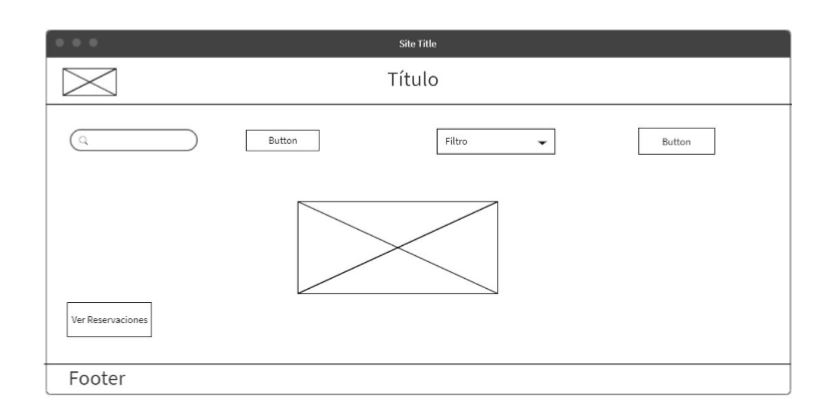 Site Title
Título
Button
Filtro
Button
Ver Reservaciones
Footer